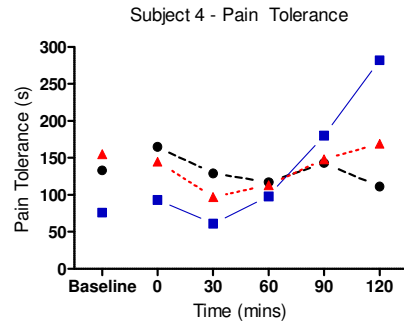 Subject 4 - Pain Tolerance
Pain Tolerance (s)
300
250
200
150
100
50
0
Baseline 0 30 60 90 120
Time (mins)